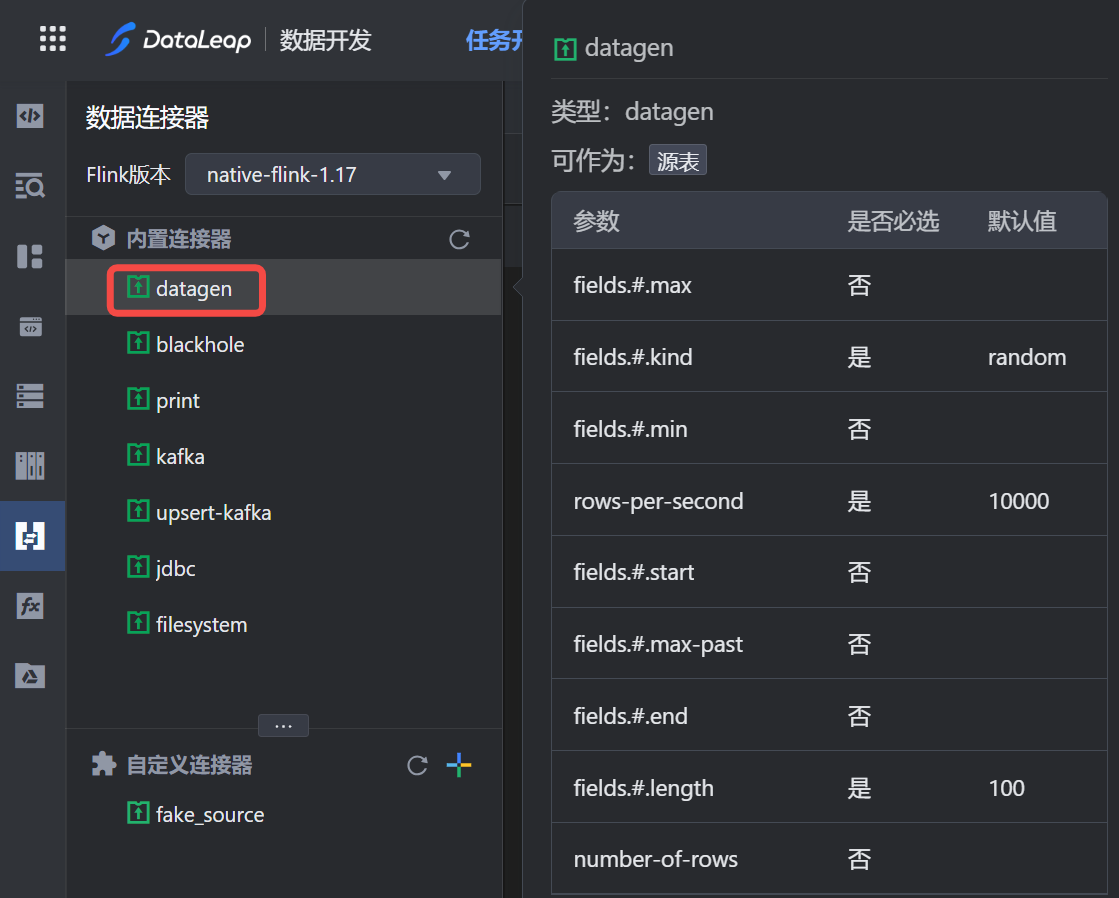 DataLeap 数据开发 任务开
数据连接器
Flink版本 native-flink-1.17
内置连接器
datagen
blackhole
print
kafka
upsert-kafka
jdbc
filesystem
...
自定义连接器
fake_source
datagen
类型：datagen
可作为：源表
参数 是否必选 默认值
fields.#.max 否
fields.#.kind 是 random
fields.#.min 否
rows-per-second 是 10000
fields.#.start 否
fields.#.max-past 否
fields.#.end 否
fields.#.length 是 100
number-of-rows 否